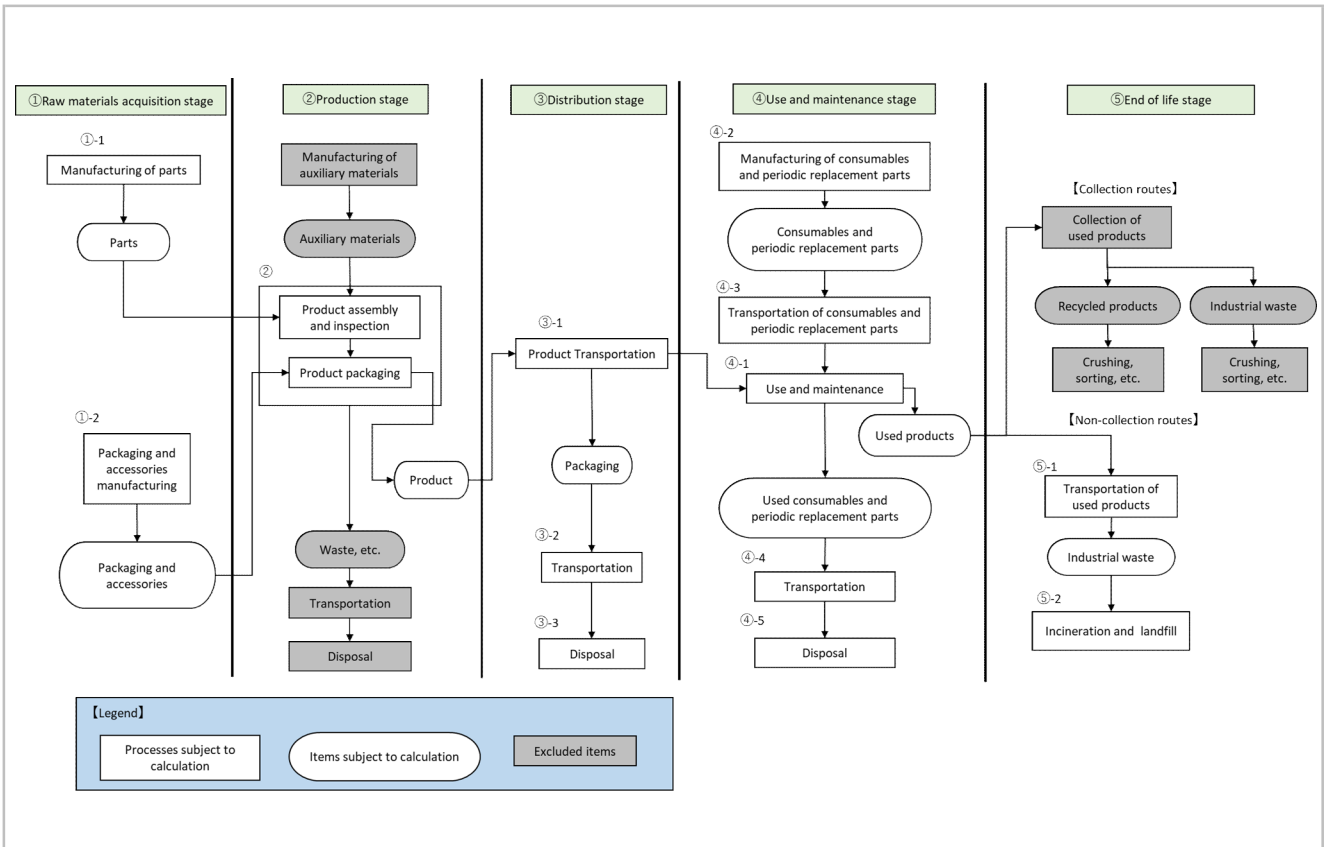 ①Raw materials acquisition stage
①-1
Manufacturing of parts
Parts
①-2
Packaging and
accessories
manufacturing
Packaging and
accessories
②Production stage
Manufacturing of
auxiliary materials
Auxiliary materials
②
Product assembly
and inspection
Product packaging
Product
Waste, etc.
Transportation
Disposal
③Distribution stage
③-1
Product Transportation
Packaging
③-2
Transportation
③-3
Disposal
④Use and maintenance stage
④-2
Manufacturing of consumables
and periodic replacement parts
Consumables and
periodic replacement parts
④-3
Transportation of consumables and
periodic replacement parts
④-1
Use and maintenance
Used products
Used consumables and
periodic replacement parts
④-4
Transportation
④-5
Disposal
⑤End of life stage
【Collection routes】
Collection of
used products
Recycled products
Industrial waste
Crushing,
sorting, etc.
Crushing,
sorting, etc.
【Non-collection routes】
⑤-1
Transportation of
used products
Industrial waste
⑤-2
Incineration and landfill
【Legend】
Processes subject to
calculation
Items subject to calculation
Excluded items